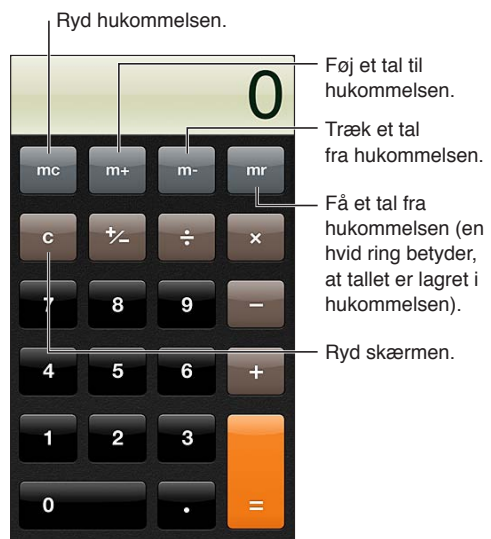 Ryd hukommelsen.
0
Føj et tal til
hukommelsen.
Træk et tal
fra hukommelsen.
mc m+ m- mr
Få et tal fra
hukommelsen (en
hvid ring betyder,
at tallet er lagret i
hukommelsen).
c +/− ÷ ×
7 8 9 −
Ryd skærmen.
4 5 6 +
1 2 3
0 . =